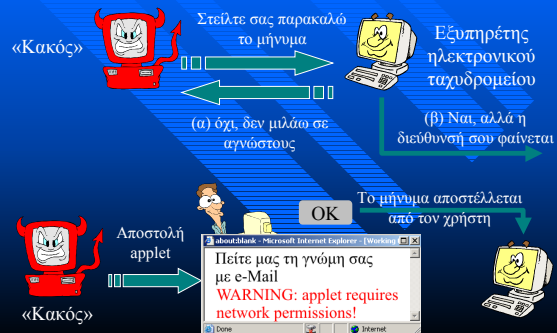 Στείλτε σας παρακαλώ
το μήνυμα
«Κακός»
Εξυπηρέτης
ηλεκτρονικού
ταχυδρομείου
(α) όχι, δεν μιλάω σε
αγνώστους
(β) Ναι, αλλά η
διεύθυνσή σου φαίνεται
OK
Το μήνυμα αποστέλλεται
από τον χρήστη
Αποστολή
applet
«Κακός»
about:blank - Microsoft Internet Explorer - [Working
Πείτε μας τη γνώμη σας
με e-Mail
WARNING: applet requires
network permissions!
Done
Internet